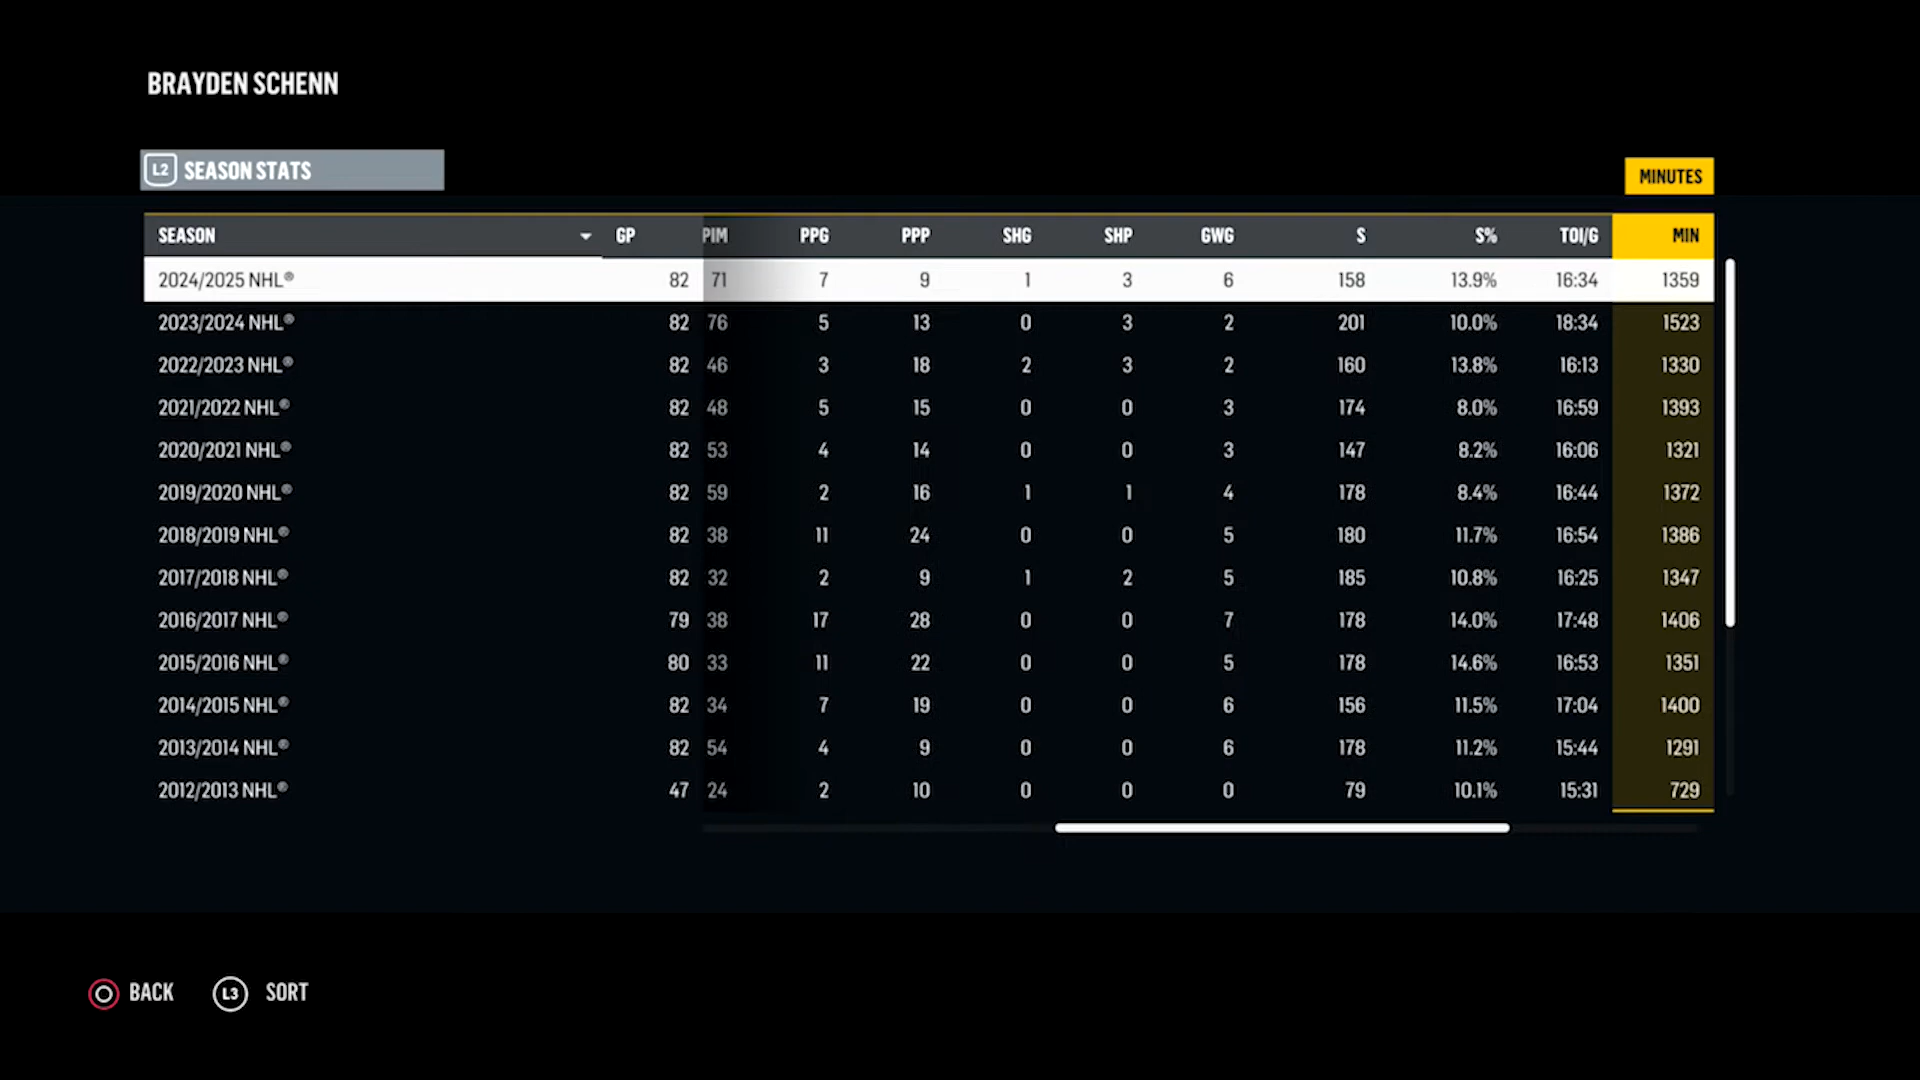 BRAYDEN SCHENN
L2 SEASON STATS
MINUTES
SEASON GP PIM PPG PPP SHG SHP GWG S S% TOI/G MIN
2024/2025 NHL® 82 71 7 9 1 3 6 158 13.9% 16:34 1359
2023/2024 NHL® 82 76 5 13 0 3 2 201 10.0% 18:34 1523
2022/2023 NHL® 82 46 3 18 2 3 2 160 13.8% 16:13 1330
2021/2022 NHL® 82 48 5 15 0 0 3 174 8.0% 16:59 1393
2020/2021 NHL® 82 53 4 14 0 0 3 147 8.2% 16:06 1321
2019/2020 NHL® 82 59 2 16 1 1 4 178 8.4% 16:44 1372
2018/2019 NHL® 82 38 11 24 0 0 5 180 11.7% 16:54 1386
2017/2018 NHL® 82 32 2 9 1 2 5 185 10.8% 16:25 1347
2016/2017 NHL® 79 38 17 28 0 0 7 178 14.0% 17:48 1406
2015/2016 NHL® 80 33 11 22 0 0 5 178 14.6% 16:53 1351
2014/2015 NHL® 82 34 7 19 0 0 6 156 11.5% 17:04 1400
2013/2014 NHL® 82 54 4 9 0 0 6 178 11.2% 15:44 1291
2012/2013 NHL® 47 24 2 10 0 0 0 79 10.1% 15:31 729
BACK L3 SORT